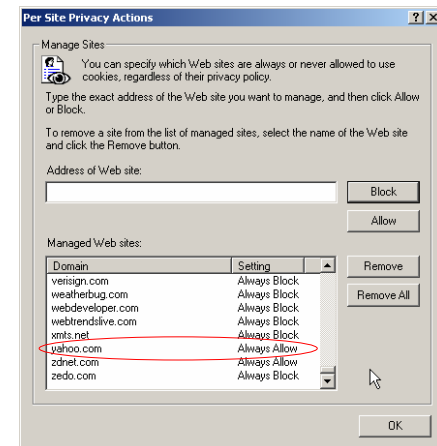 Per Site Privacy Actions
Manage Sites
You can specify which Web sites are always or never allowed to use
cookies, regardless of their privacy policy.
Type the exact address of the Web site you want to manage, and then click Allow
or Block.
To remove a site from the list of managed sites, select the name of the Web site
and click the Remove button.
Address of Web site:
Block
Allow
Managed Web sites:
Domain Setting Remove
verisign.com Always Block
weatherbug.com Always Block Remove All
webdeveloper.com Always Block
webtrendslive.com Always Block
xmts.net Always Block
yahoo.com Always Allow
zdnet.com Always Allow
zedo.com Always Block
OK